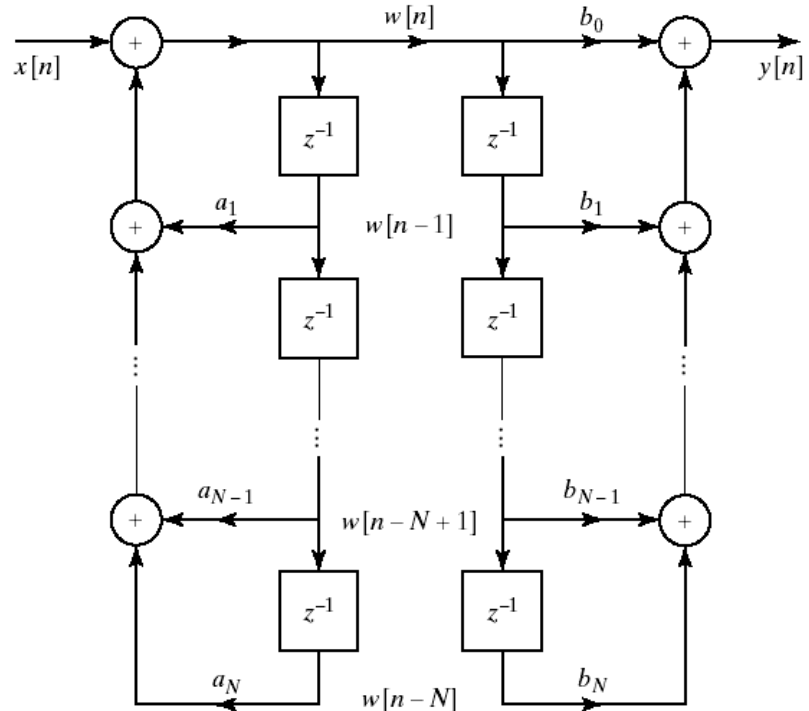 w[n] b₀
+ +
x[n] y[n]
z⁻¹ z⁻¹
a₁ w[n − 1] b₁
+ +
z⁻¹ z⁻¹
... ...
... ...
a_{N−1} b_{N−1}
+ w[n − N + 1] +
z⁻¹ z⁻¹
a_N w[n − N] b_N